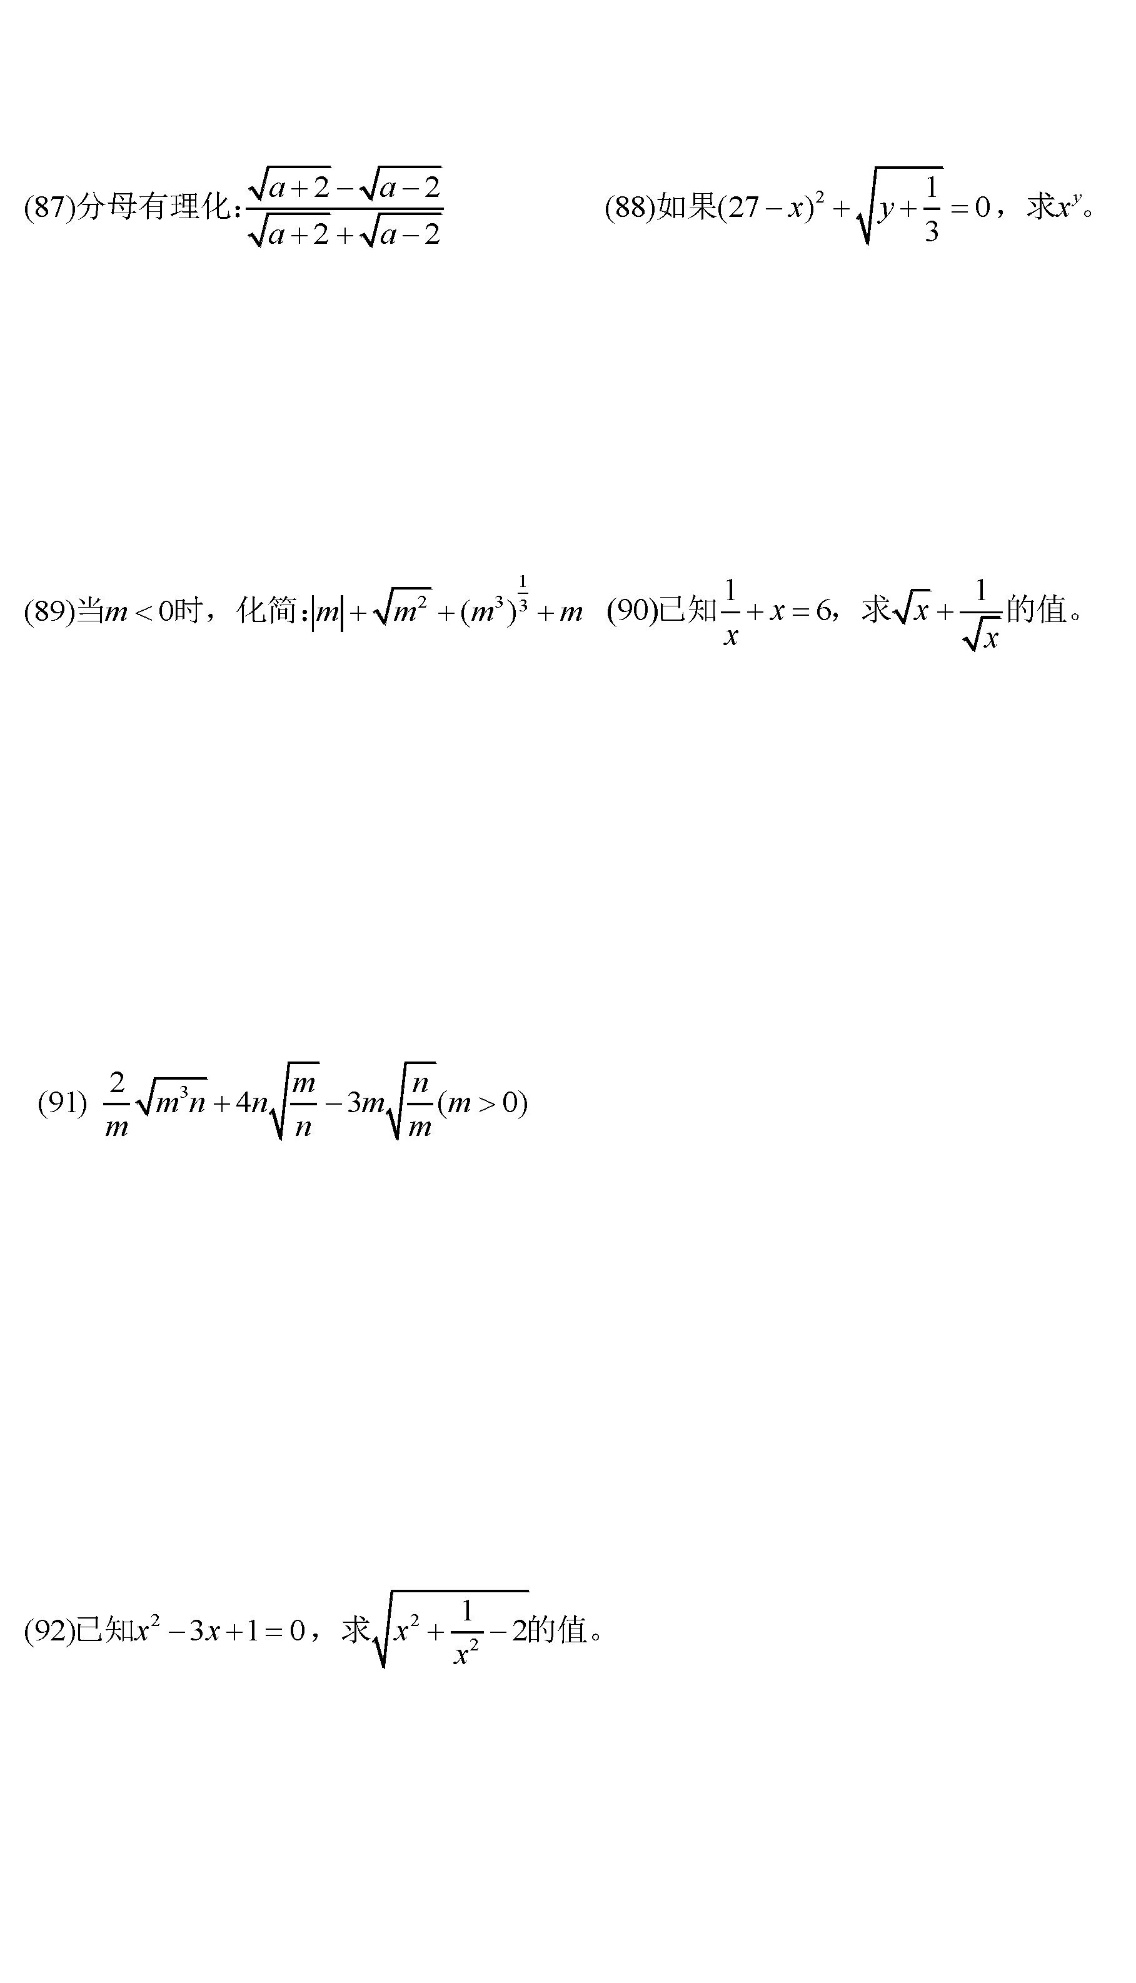 (87)分母有理化:$\frac{\sqrt{a+2}-\sqrt{a-2}}{\sqrt{a+2}+\sqrt{a-2}}$ (88)如果$(27-x)^2+\sqrt{y+\frac{1}{3}}=0$，求$x^y$。
(89)当$m<0$时，化简:$|m|+\sqrt{m^2}+(m^3)^{\frac{1}{3}}+m$ (90)已知$\frac{1}{x}+x=6$，求$\sqrt{x}+\frac{1}{\sqrt{x}}$的值。
(91) $\frac{2}{m}\sqrt{m^3n}+4n\sqrt{\frac{m}{n}}-3m\sqrt{\frac{n}{m}}(m>0)$
(92)已知$x^2-3x+1=0$，求$\sqrt{x^2+\frac{1}{x^2}-2}$的值。